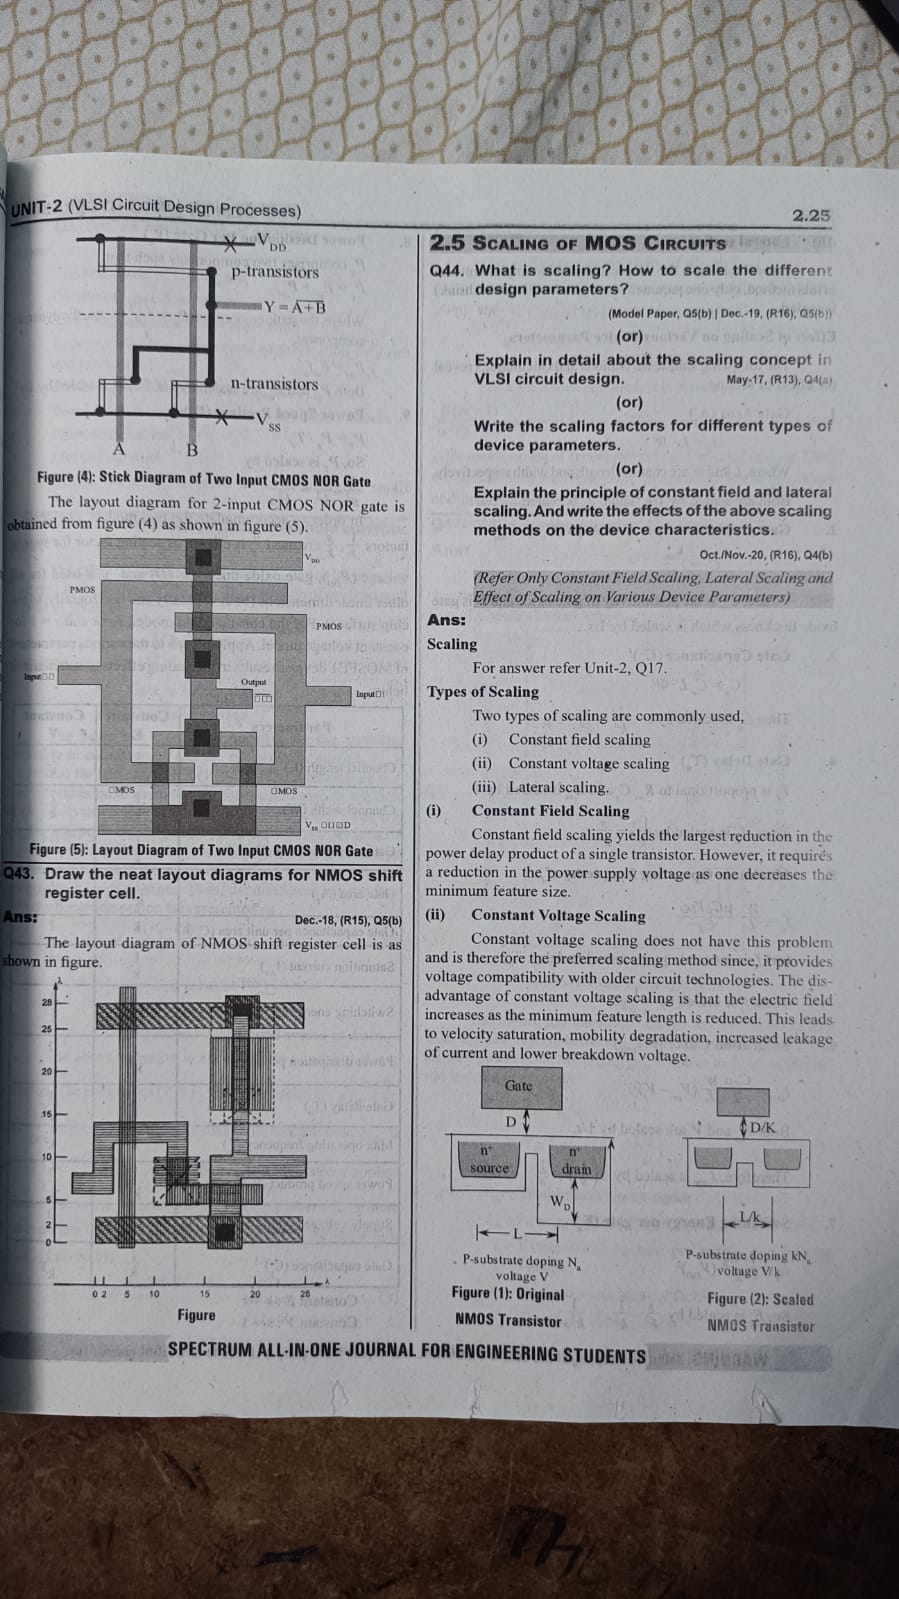 UNIT-2 (VLSI Circuit Design Processes)
2.25
VDD
p-transistors
Y = A+B
n-transistors
VSS
A B
Figure (4): Stick Diagram of Two Input CMOS NOR Gate
The layout diagram for 2-input CMOS NOR gate is
obtained from figure (4) as shown in figure (5).
VDD
PMOS
PMOS
Input
Output
Input
MOS
MOS
VSS
Figure (5): Layout Diagram of Two Input CMOS NOR Gate
Q43. Draw the neat layout diagrams for NMOS shift
register cell.
Ans:
Dec.-18, (R15), Q5(b)
The layout diagram of NMOS shift register cell is as
shown in figure.
λ
28
25
20
15
10
5
2
0
0 2 5 10 15 20 25
λ
Figure
2.5 SCALING OF MOS CIRCUITS
Q44. What is scaling? How to scale the different
design parameters?
(Model Paper, Q5(b) | Dec.-19, (R16), Q5(b))
(or)
Explain in detail about the scaling concept in
VLSI circuit design. May-17, (R13), Q4(a)
(or)
Write the scaling factors for different types of
device parameters.
(or)
Explain the principle of constant field and lateral
scaling. And write the effects of the above scaling
methods on the device characteristics.
Oct./Nov.-20, (R16), Q4(b)
(Refer Only Constant Field Scaling, Lateral Scaling and
Effect of Scaling on Various Device Parameters)
Ans:
Scaling
For answer refer Unit-2, Q17.
Types of Scaling
Two types of scaling are commonly used,
(i) Constant field scaling
(ii) Constant voltage scaling
(iii) Lateral scaling.
(i) Constant Field Scaling
Constant field scaling yields the largest reduction in the
power delay product of a single transistor. However, it requires
a reduction in the power supply voltage as one decreases the
minimum feature size.
(ii) Constant Voltage Scaling
Constant voltage scaling does not have this problem
and is therefore the preferred scaling method since, it provides
voltage compatibility with older circuit technologies. The dis-
advantage of constant voltage scaling is that the electric field
increases as the minimum feature length is reduced. This leads
to velocity saturation, mobility degradation, increased leakage
of current and lower breakdown voltage.
Gate
D
n+
source
n+
drain
WD
L
P-substrate doping Na
voltage V
Figure (1): Original
NMOS Transistor
D/K
L/k
P-substrate doping kNa
voltage V/k
Figure (2): Scaled
NMOS Transistor
SPECTRUM ALL-IN-ONE JOURNAL FOR ENGINEERING STUDENTS